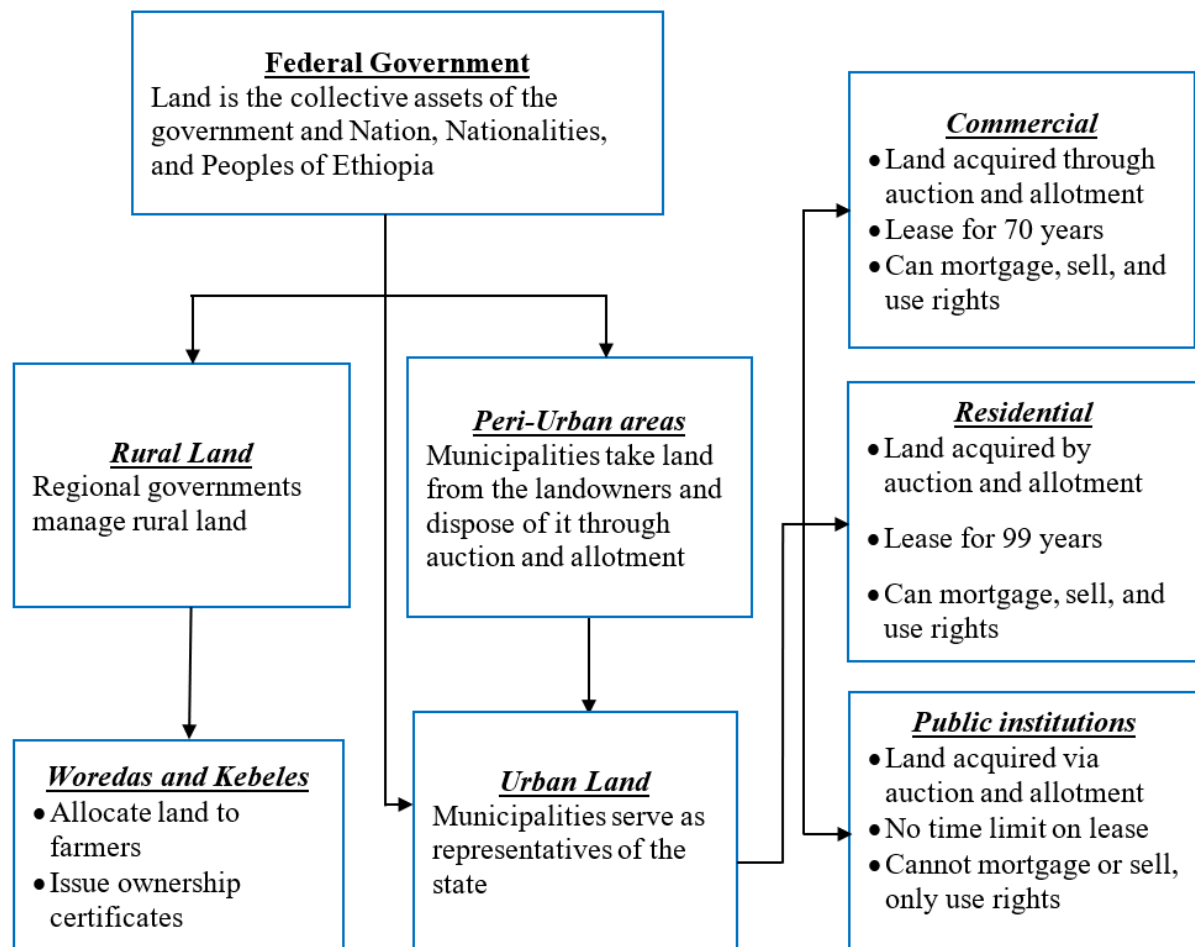 Federal Government
Land is the collective assets of the
government and Nation, Nationalities,
and Peoples of Ethiopia
Rural Land
Regional governments
manage rural land
Peri-Urban areas
Municipalities take land
from the landowners and
dispose of it through
auction and allotment
Woredas and Kebeles
• Allocate land to
farmers
• Issue ownership
certificates
Urban Land
Municipalities serve as
representatives of the
state
Commercial
• Land acquired through
auction and allotment
• Lease for 70 years
• Can mortgage, sell, and
use rights
Residential
• Land acquired by
auction and allotment
• Lease for 99 years
• Can mortgage, sell, and
use rights
Public institutions
• Land acquired via
auction and allotment
• No time limit on lease
• Cannot mortgage or sell,
only use rights